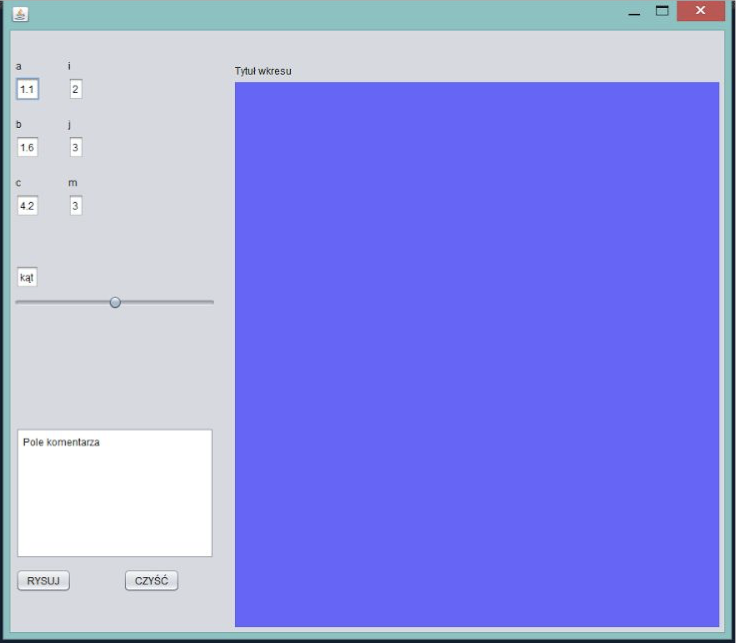 a i
1.1 2
b j
1.6 3
c m
4.2 3
kąt
Pole komentarza
RYSUJ CZYŚĆ
Tytuł wkresu